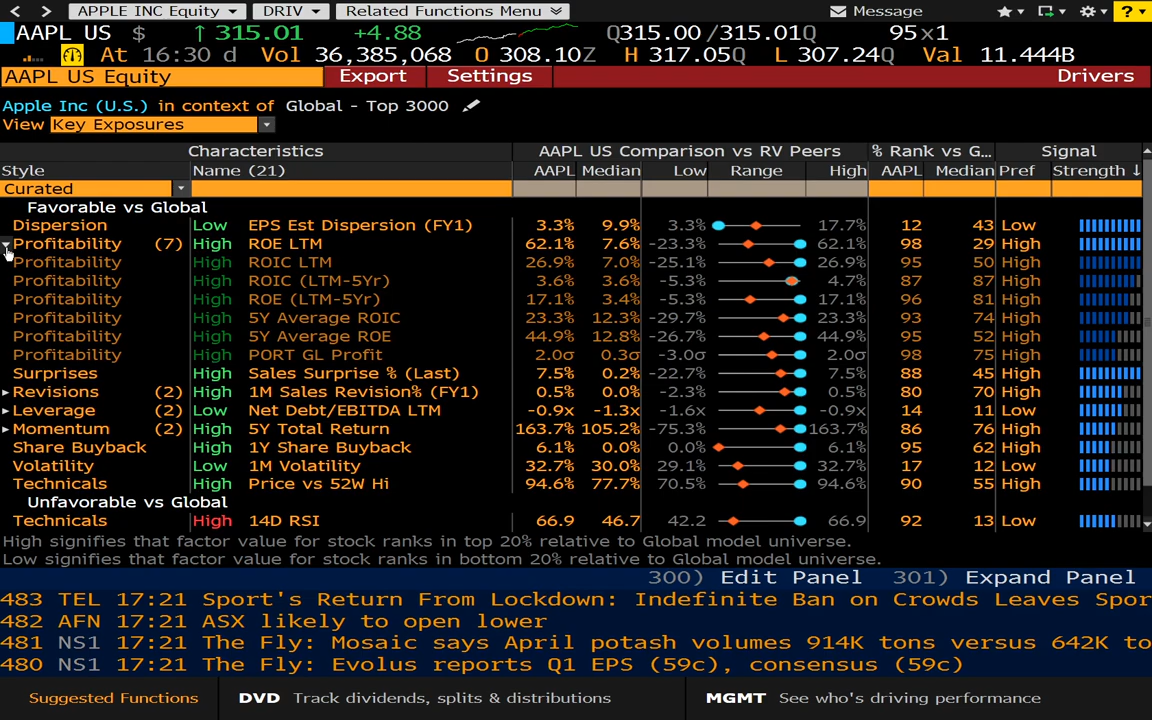 APPLE INC Equity DRIV Related Functions Menu Message ?
AAPL US $ ↑ 315.01 +4.88 Q315.00 /315.01Q 95x1
At 16:30 d Vol 36,385,068 O 308.10Z H 317.05Q L 307.24Q Val 11.444B
AAPL US Equity Export Settings Drivers
Apple Inc (U.S.) in context of Global - Top 3000
View Key Exposures
Characteristics AAPL US Comparison vs RV Peers % Rank vs G... Signal
Style Name (21) AAPL Median Low Range High AAPL Median Pref Strength ↓
Curated
Favorable vs Global
Dispersion Low EPS Est Dispersion (FY1) 3.3% 9.9% 3.3% 17.7% 12 43 Low
Profitability (7) High ROE LTM 62.1% 7.6% -23.3% 62.1% 98 29 High
Profitability High ROIC LTM 26.9% 7.0% -25.1% 26.9% 95 50 High
Profitability High ROIC (LTM-5Yr) 3.6% 3.6% -5.3% 4.7% 87 87 High
Profitability High ROE (LTM-5Yr) 17.1% 3.4% -5.3% 17.1% 96 81 High
Profitability High 5Y Average ROIC 23.3% 12.3% -29.7% 23.3% 93 74 High
Profitability High 5Y Average ROE 44.9% 12.8% -26.7% 44.9% 95 52 High
Profitability High PORT GL Profit 2.0σ 0.3σ -3.0σ 2.0σ 98 75 High
Surprises High Sales Surprise % (Last) 7.5% 0.2% -22.7% 7.5% 88 45 High
Revisions (2) High 1M Sales Revision% (FY1) 0.5% 0.0% -2.3% 0.5% 80 70 High
Leverage (2) Low Net Debt/EBITDA LTM -0.9x -1.3x -1.6x -0.9x 14 11 Low
Momentum (2) High 5Y Total Return 163.7% 105.2% -75.3% 163.7% 86 76 High
Share Buyback High 1Y Share Buyback 6.1% 0.0% 0.0% 6.1% 95 62 High
Volatility Low 1M Volatility 32.7% 30.0% 29.1% 32.7% 17 12 Low
Technicals High Price vs 52W Hi 94.6% 77.7% 70.5% 94.6% 90 55 High
Unfavorable vs Global
Technicals High 14D RSI 66.9 46.7 42.2 66.9 92 13 Low
High signifies that factor value for stock ranks in top 20% relative to Global model universe.
Low signifies that factor value for stock ranks in bottom 20% relative to Global model universe.
300) Edit Panel 301) Expand Panel
483 TEL 17:21 Sport's Return From Lockdown: Indefinite Ban on Crowds Leaves Spor
482 AFN 17:21 ASX likely to open lower
481 NS1 17:21 The Fly: Mosaic says April potash volumes 914K tons versus 642K to
480 NS1 17:21 The Fly: Evolus reports Q1 EPS (59c), consensus (59c)
Suggested Functions DVD Track dividends, splits & distributions MGMT See who's driving performance